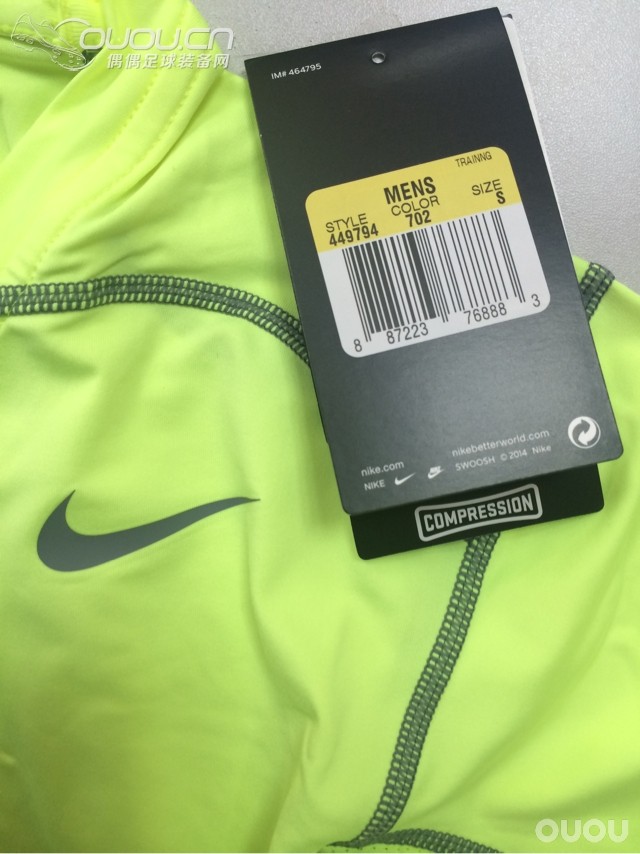 OUOU.CN
偶偶足球装备网
IM# 464795
TRAINNG
MENS
STYLE COLOR SIZE
449794 702 S
8 87223 76888 3
nike.com nikebetterworld.com
NIKE SWOOSH © 2014 Nike
COMPRESSION
OUOU